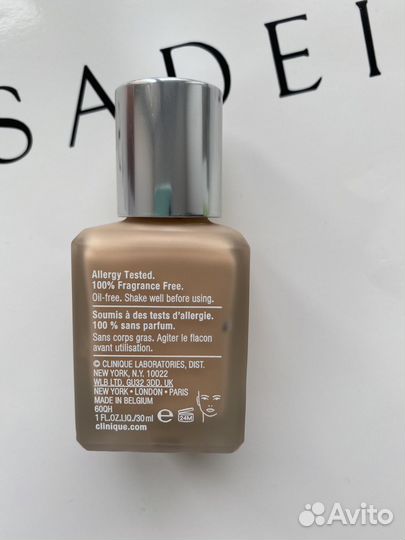 SADEI
Allergy Tested.
100% Fragrance Free.
Oil-free. Shake well before using.
Soumis à des tests d'allergie.
100 % sans parfum.
Sans corps gras. Agiter le flacon
avant utilisation.
© CLINIQUE LABORATORIES, DIST.
NEW YORK, N.Y. 10022
WLB LTD. GU32 3DD, UK
NEW YORK • LONDON • PARIS
MADE IN BELGIUM
60QH
1 FL.OZ.LIQ./30ml e 24M
clinique.com
Avito